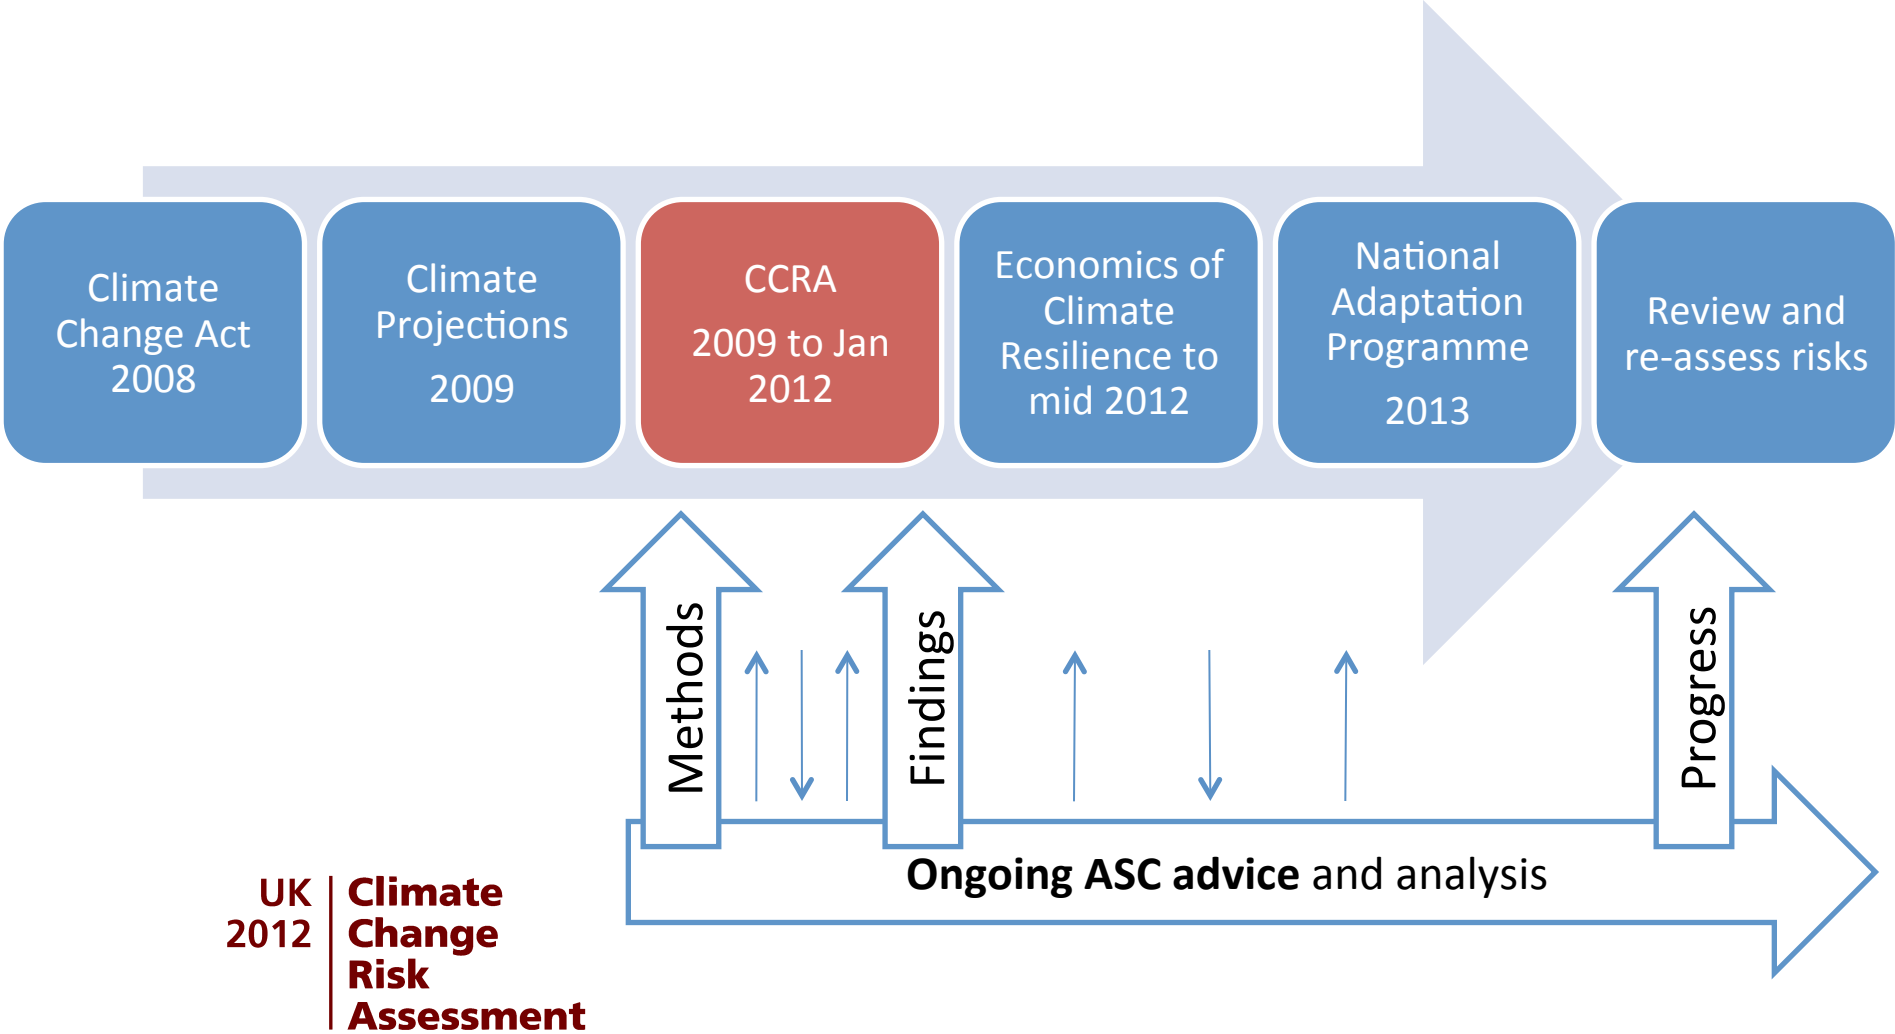 Climate
Change Act
2008
Climate
Projections
2009
CCRA
2009 to Jan
2012
Economics of
Climate
Resilience to
mid 2012
National
Adaptation
Programme
2013
Review and
re-assess risks
Methods
Findings
Progress
Ongoing ASC advice and analysis
UK
2012
Climate
Change
Risk
Assessment